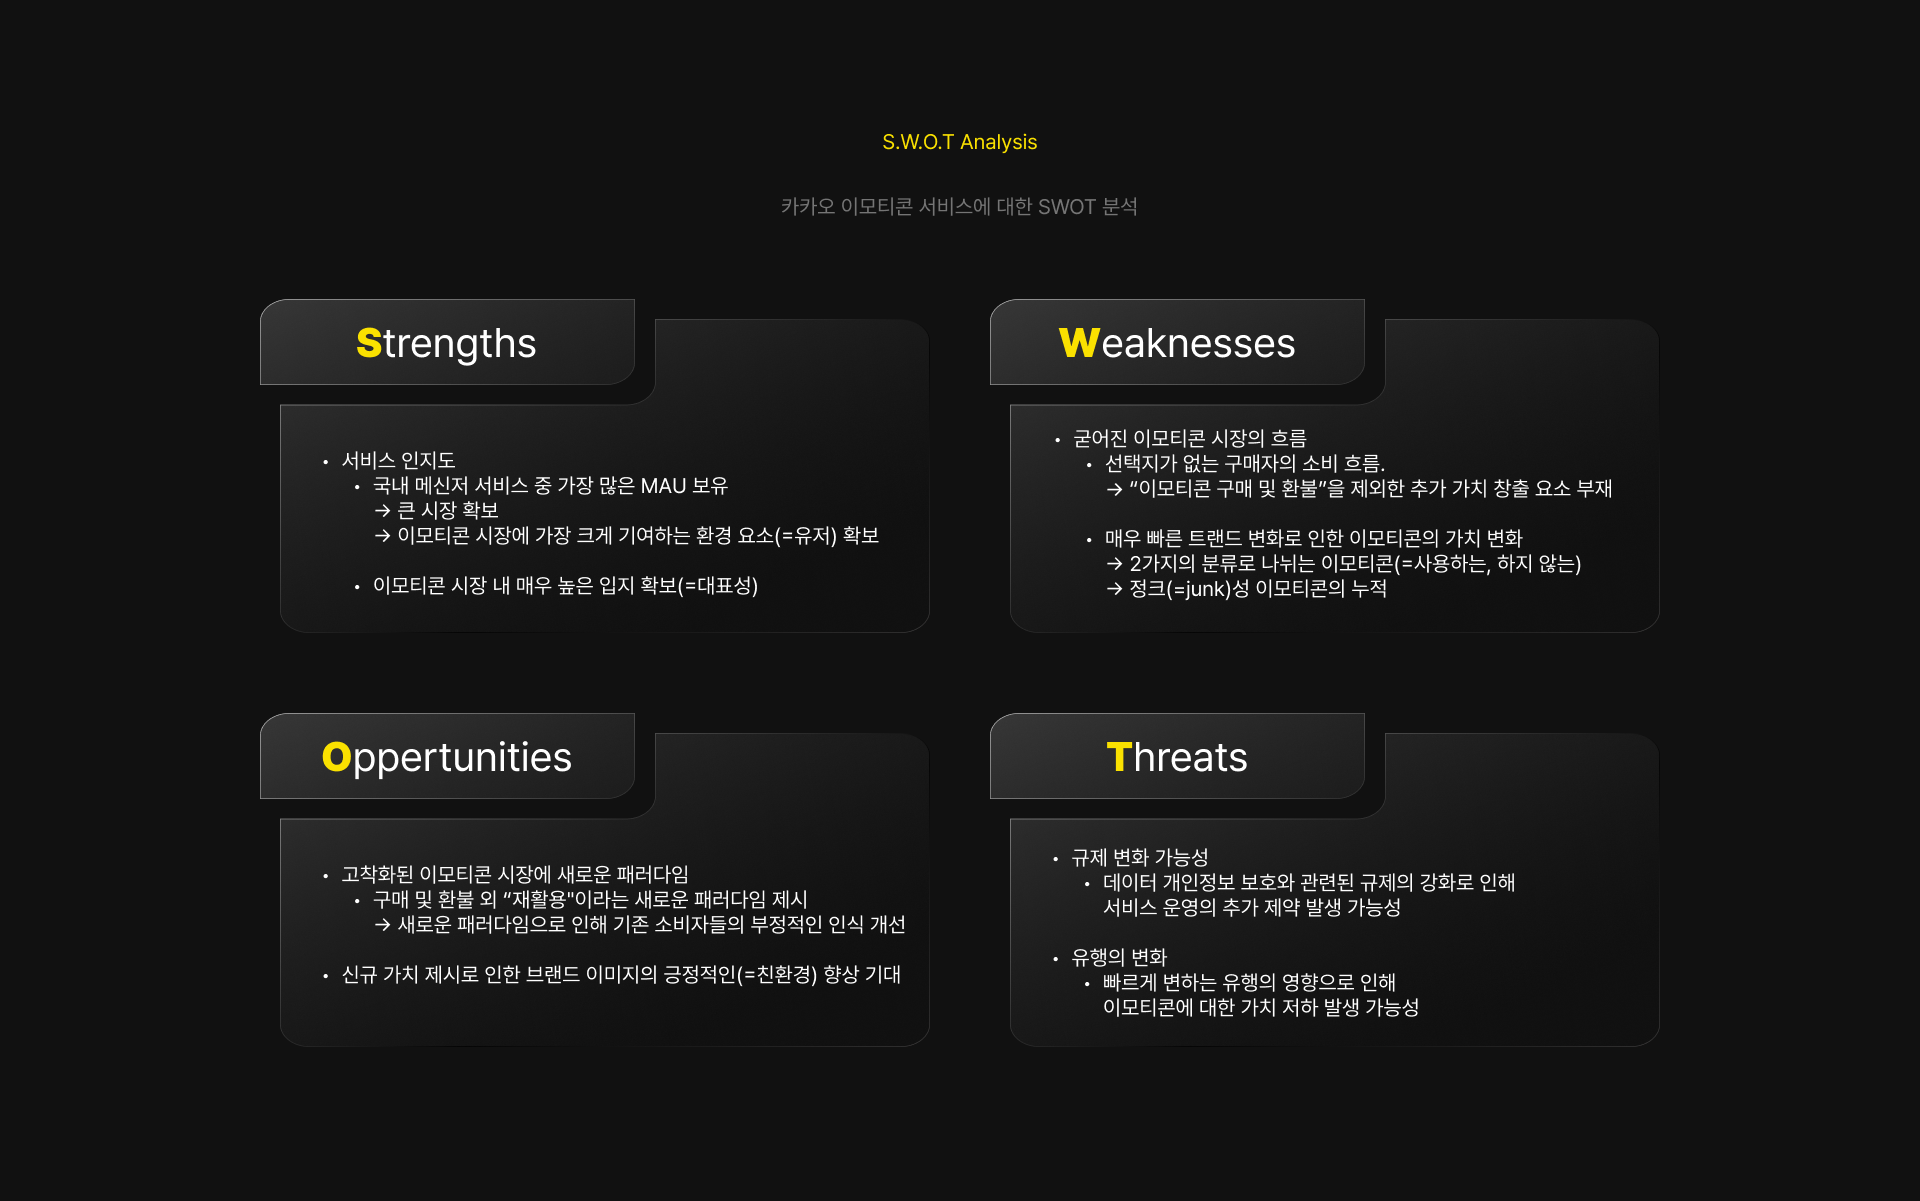 S.W.O.T Analysis
카카오 이모티콘 서비스에 대한 SWOT 분석
Strengths
• 서비스 인지도
• 국내 메신저 서비스 중 가장 많은 MAU 보유
→ 큰 시장 확보
→ 이모티콘 시장에 가장 크게 기여하는 환경 요소(=유저) 확보
• 이모티콘 시장 내 매우 높은 입지 확보(=대표성)
Weaknesses
• 굳어진 이모티콘 시장의 흐름
• 선택지가 없는 구매자의 소비 흐름.
→ “이모티콘 구매 및 환불”을 제외한 추가 가치 창출 요소 부재
• 매우 빠른 트랜드 변화로 인한 이모티콘의 가치 변화
→ 2가지의 분류로 나뉘는 이모티콘(=사용하는, 하지 않는)
→ 정크(=junk)성 이모티콘의 누적
Oppertunities
• 고착화된 이모티콘 시장에 새로운 패러다임
• 구매 및 환불 외 “재활용"이라는 새로운 패러다임 제시
→ 새로운 패러다임으로 인해 기존 소비자들의 부정적인 인식 개선
• 신규 가치 제시로 인한 브랜드 이미지의 긍정적인(=친환경) 향상 기대
Threats
• 규제 변화 가능성
• 데이터 개인정보 보호와 관련된 규제의 강화로 인해
서비스 운영의 추가 제약 발생 가능성
• 유행의 변화
• 빠르게 변하는 유행의 영향으로 인해
이모티콘에 대한 가치 저하 발생 가능성